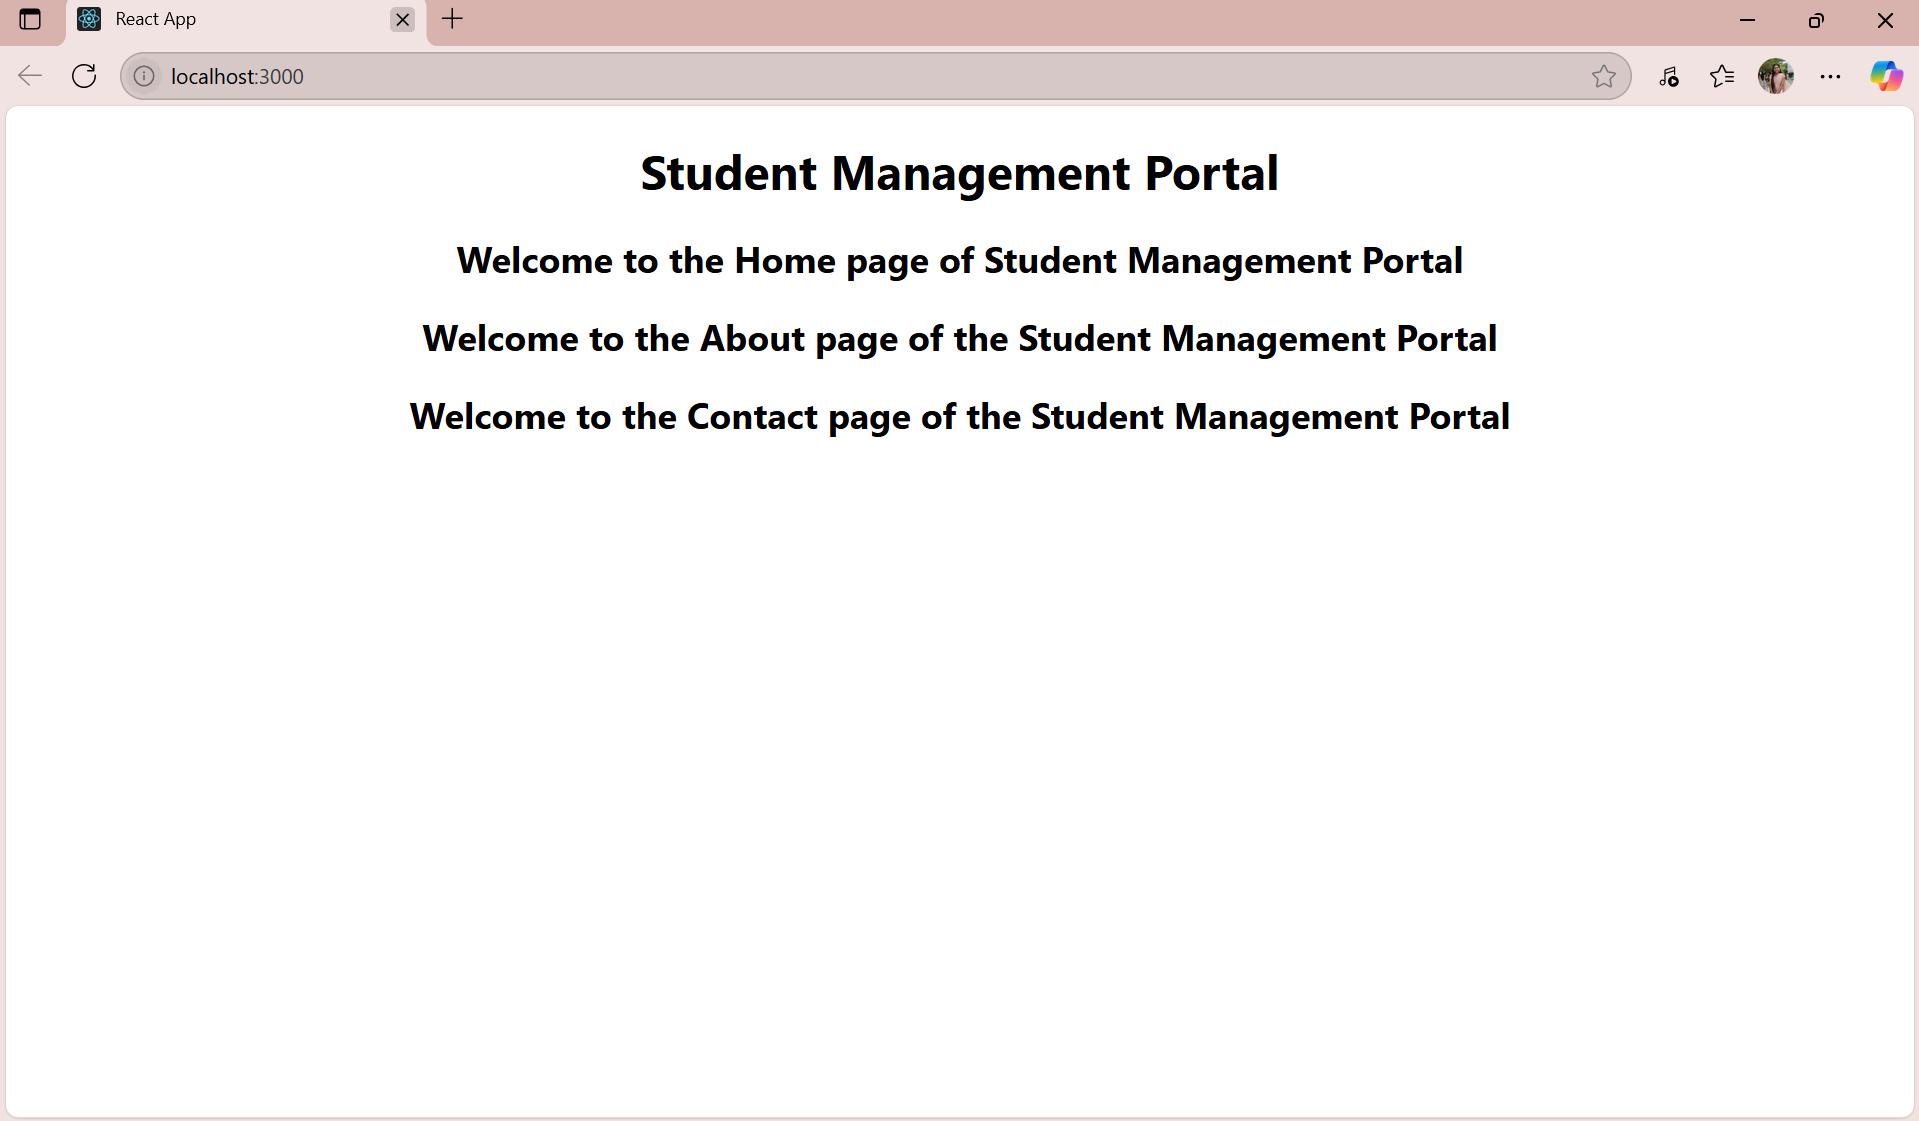 React App
localhost:3000
Student Management Portal
Welcome to the Home page of Student Management Portal
Welcome to the About page of the Student Management Portal
Welcome to the Contact page of the Student Management Portal